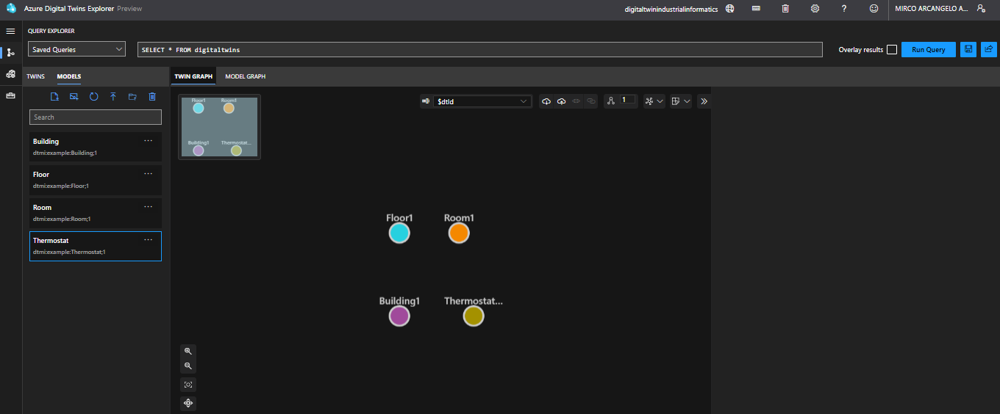 Azure Digital Twins Explorer Preview
digitaltwinindustrialinformatics
?
MIRCO ARCANGELO A...
QUERY EXPLORER
Saved Queries
SELECT * FROM digitaltwins
Overlay results
Run Query
TWINS
MODELS
TWIN GRAPH
MODEL GRAPH
Search
Building
...
dtmi:example:Building;1
Floor
...
dtmi:example:Floor;1
Room
...
dtmi:example:Room;1
Thermostat
...
dtmi:example:Thermostat;1
Floor1
Room1
Building1
Thermostat...
$dtId
1
Floor1
Room1
Building1
Thermostat...